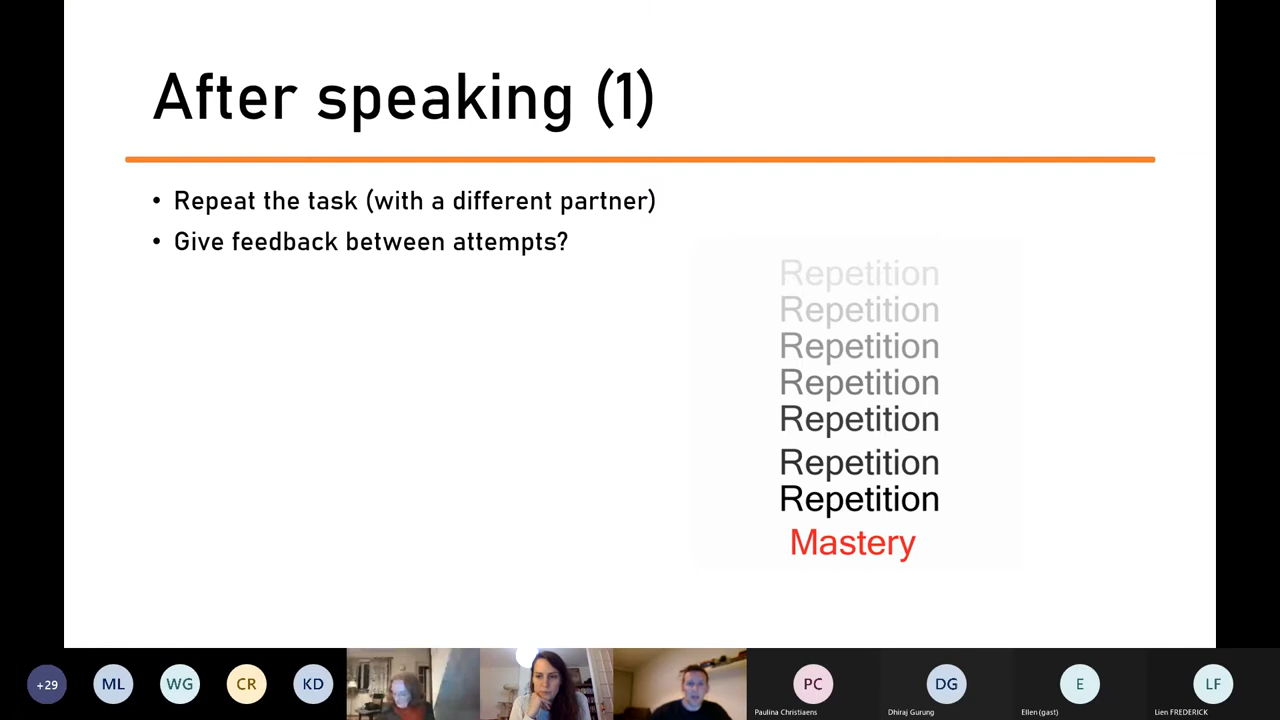 After speaking (1)
• Repeat the task (with a different partner)
• Give feedback between attempts?
Repetition
Repetition
Repetition
Repetition
Repetition
Repetition
Repetition
Mastery
+29
ML
WG
CR
KD
PC
Paulina Christiaens
DG
Dhiraj Gurung
E
Ellen (gast)
LF
Lien FREDERICK